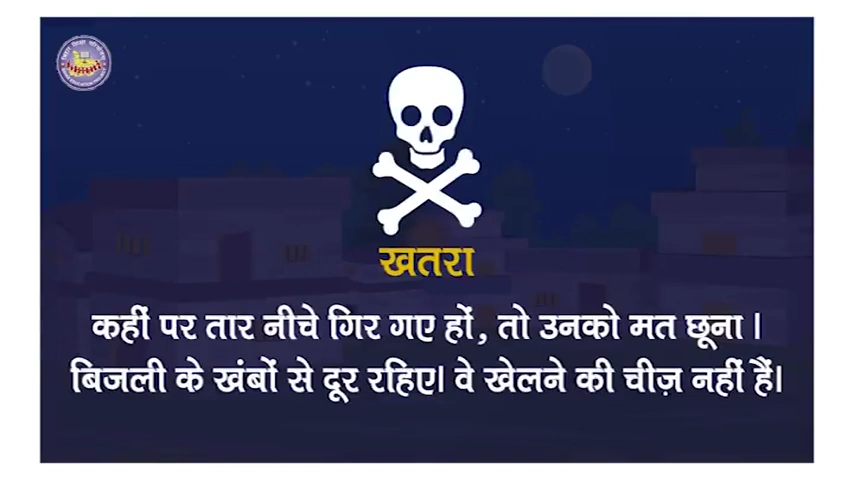 खतरा
कहीं पर तार नीचे गिर गए हों, तो उनको मत छूना |
बिजली के खंबों से दूर रहिए। वे खेलने की चीज़ नहीं हैं।